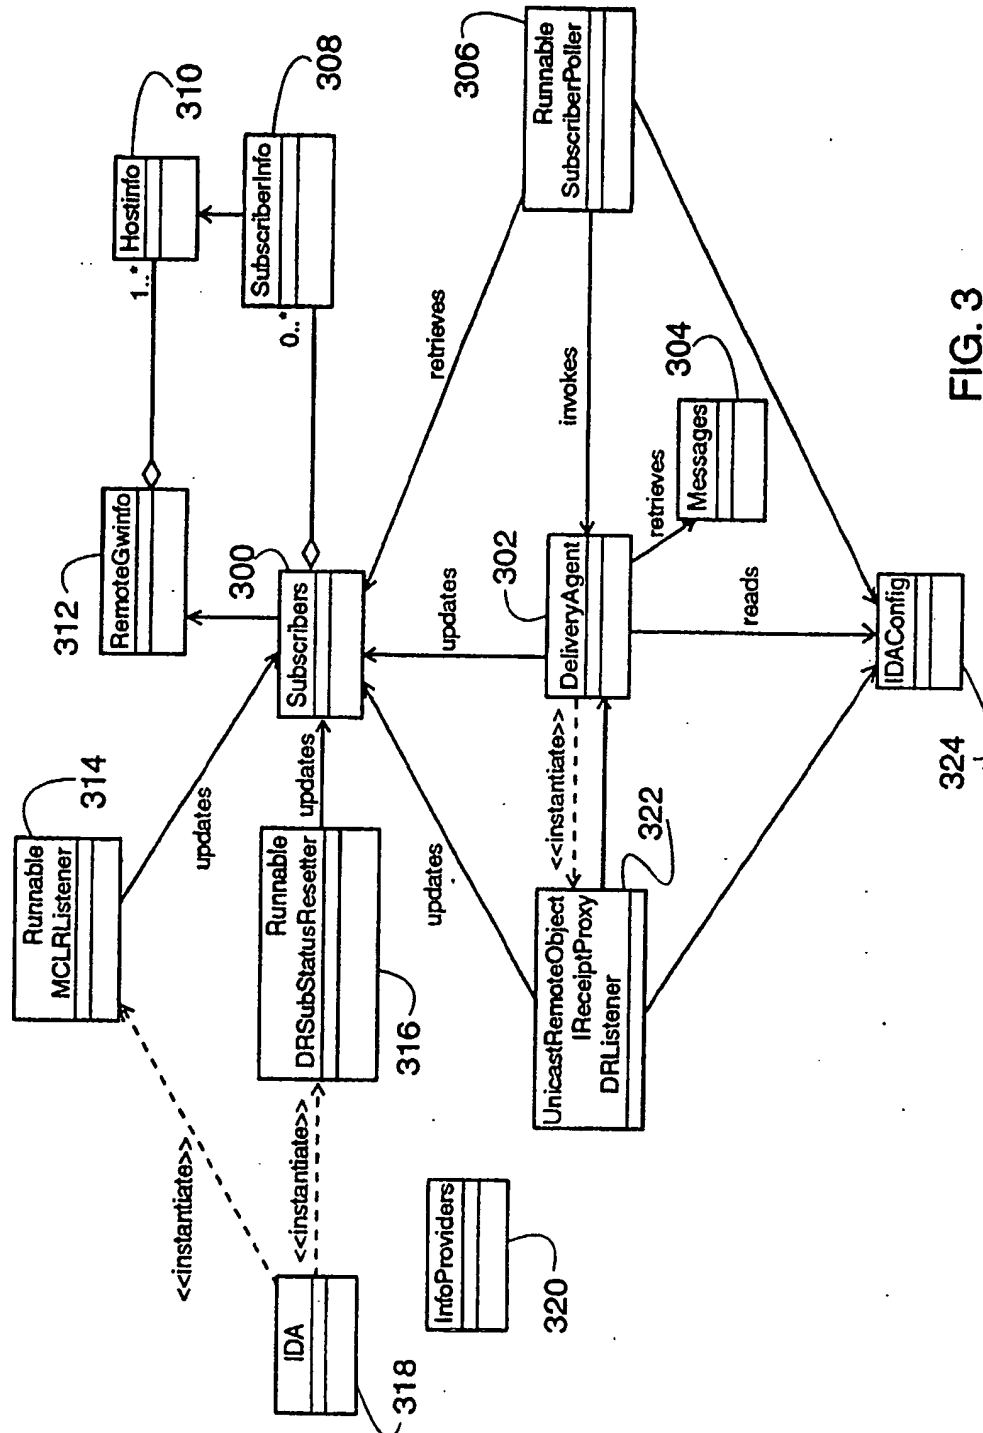 Runnable
MCLRListener
314
RemoteGwinfo
312
1..*
Hostinfo
310
<<instantiate>>
updates
Subscribers
300
0..*
SubscriberInfo
308
IDA
318
<<instantiate>>
Runnable
DRSubStatusResetter
316
updates
retrieves
InfoProviders
320
updates
updates
UnicastRemoteObject
IReceiptProxy
DRListener
322
<<instantiate>>
DeliveryAgent
302
invokes
Runnable
SubscriberPoller
306
retrieves
Messages
304
reads
IDAConfig
324
FIG. 3